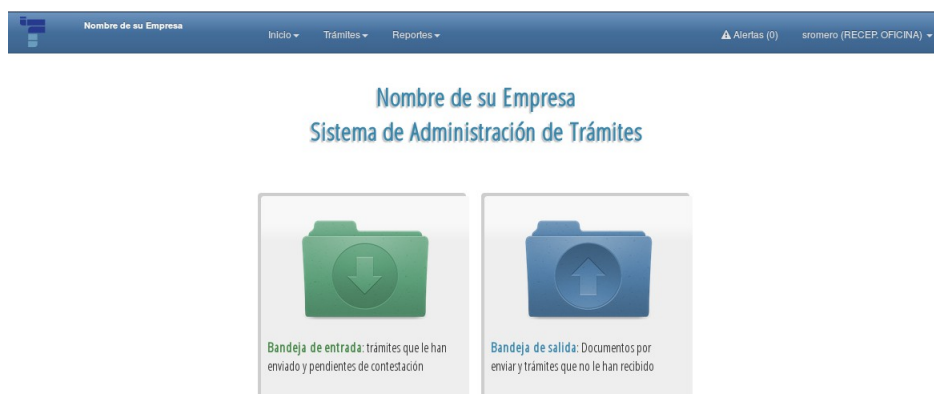 Nombre de su Empresa
Inicio Trámites Reportes Alertas (0) sromero (RECEP. OFICINA)
Nombre de su Empresa
Sistema de Administración de Trámites
Bandeja de entrada: trámites que le han
enviado y pendientes de contestación
Bandeja de salida: Documentos por
enviar y trámites que no le han recibido